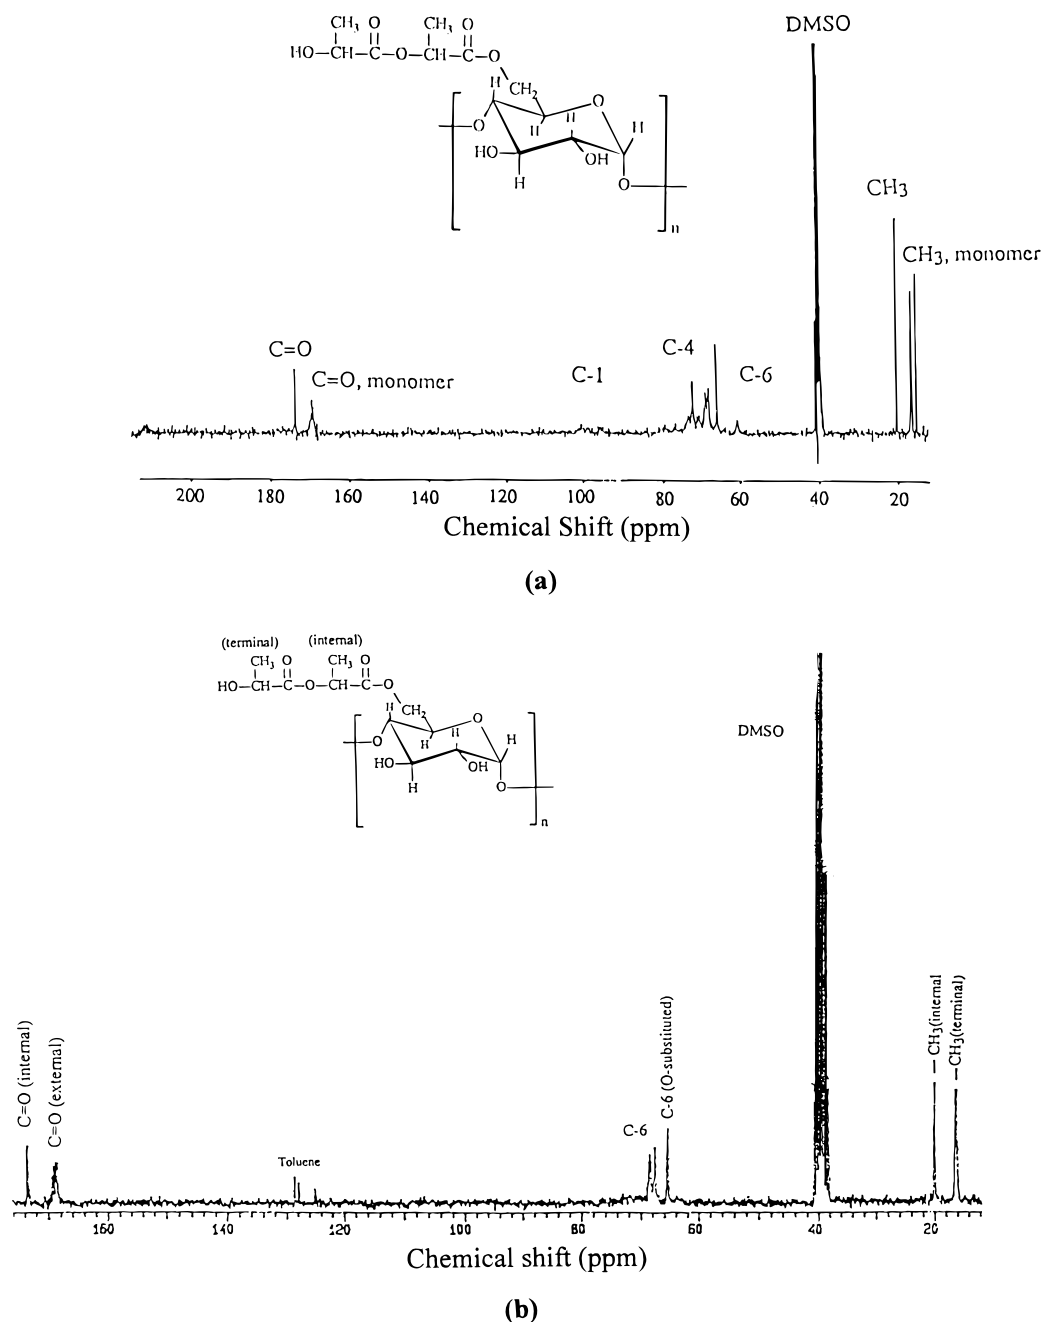 CH3 O CH3 O
HO—CH—C—O—CH—C—O
H CH2
O
H H H
O
HO OH
H O
n
DMSO
CH3
CH3, monomer
C=O
C=O, monomer
C-1
C-4
C-6
200 180 160 140 120 100 80 60 40 20
Chemical Shift (ppm)
(a)
(terminal) (internal)
CH3 O CH3 O
HO—CH—C—O—CH—C—O
H CH2
O
H H H
O
HO OH
H O
n
DMSO
C=O (internal)
C=O (external)
Toluene
C-6
C-6 (O-substituted)
CH3(internal
CH3(terminal)
160 140 120 100 80 60 40 20
Chemical shift (ppm)
(b)